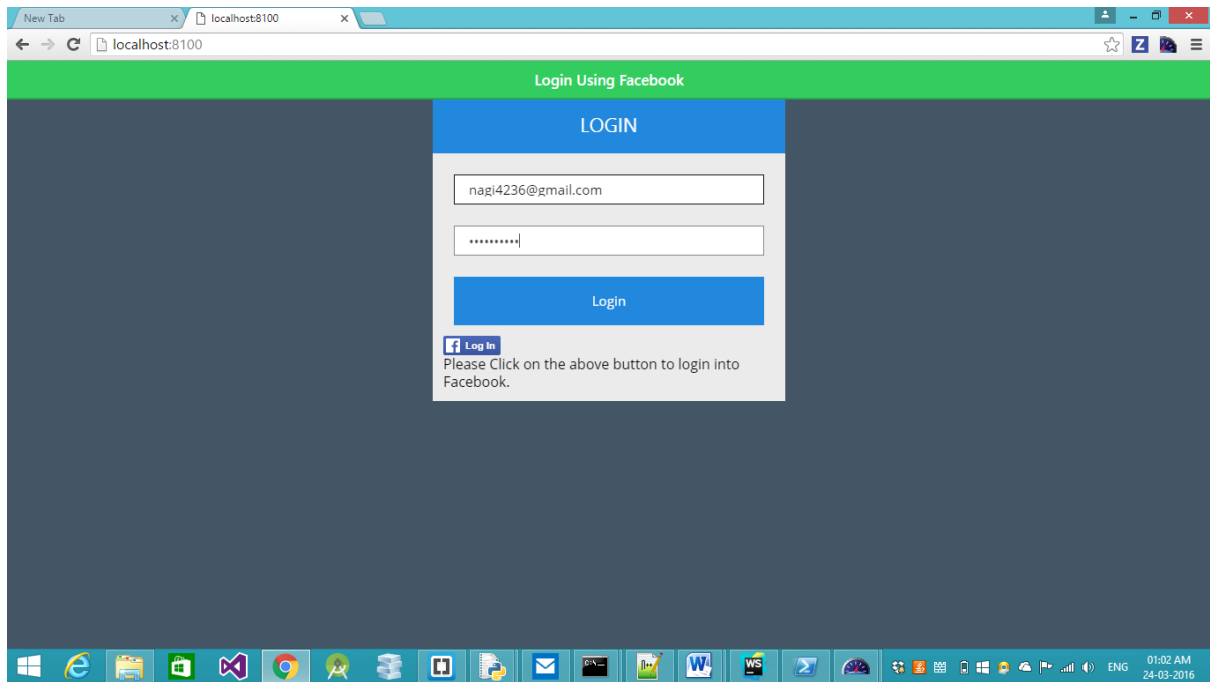 New Tab
localhost:8100
localhost:8100
Z
Login Using Facebook
LOGIN
nagi4236@gmail.com
••••••••••
Login
f Log In
Please Click on the above button to login into
Facebook.
W
WS
ENG
01:02 AM
24-03-2016